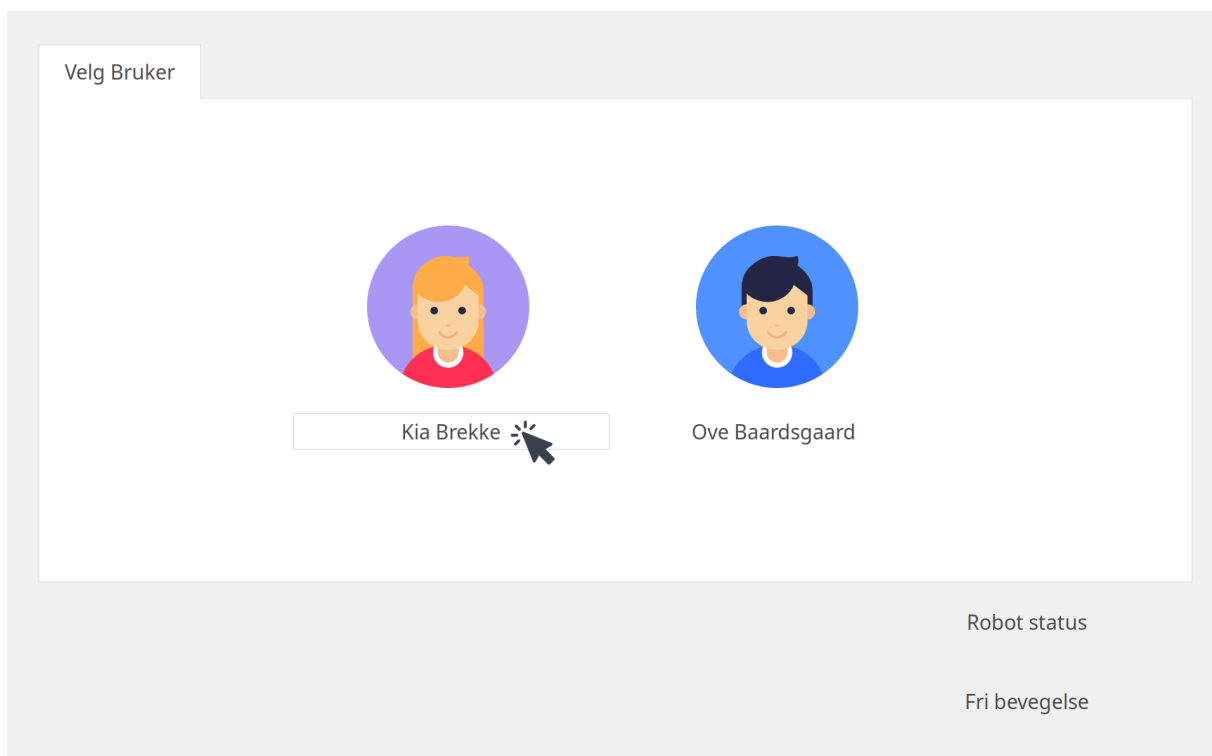 Velg Bruker
Kia Brekke
Ove Baardsgaard
Robot status
Fri bevegelse